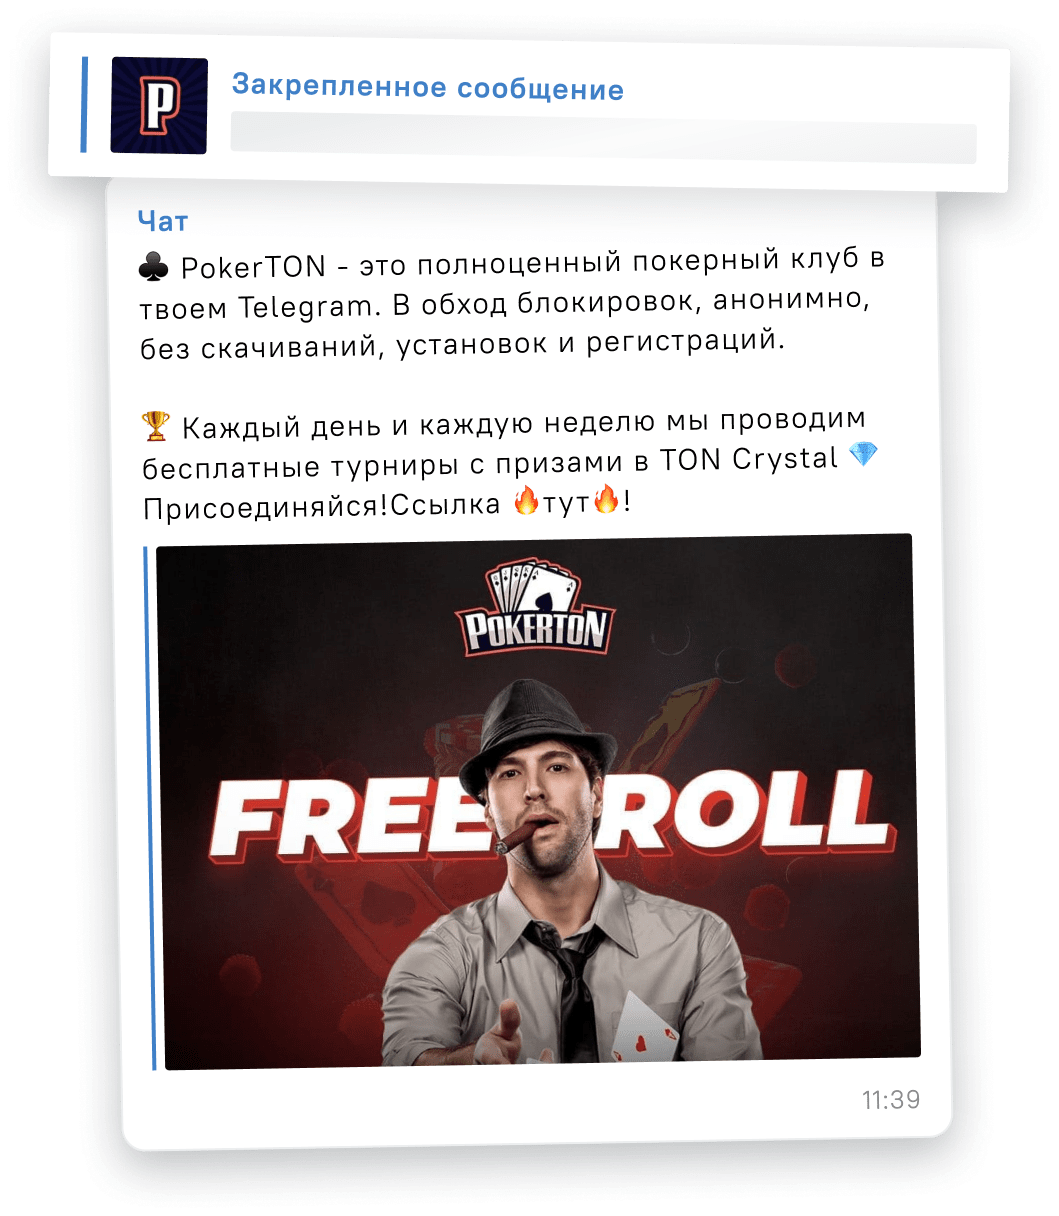 P
Закрепленное сообщение
Чат
♣️ PokerTON - это полноценный покерный клуб в
твоем Telegram. В обход блокировок, анонимно,
без скачиваний, установок и регистраций.
🏆 Каждый день и каждую неделю мы проводим
бесплатные турниры с призами в TON Crystal 💎
Присоединяйся!Ссылка 🔥тут🔥!
POKERTON
FREEROLL
11:39